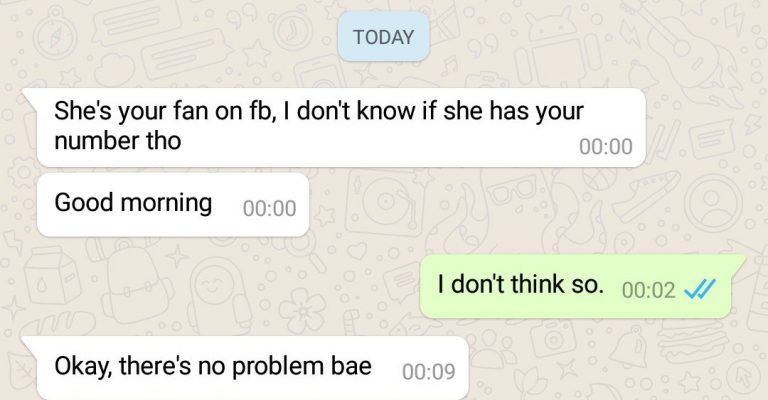 TODAY
She's your fan on fb, I don't know if she has your
number tho
00:00
Good morning 00:00
I don't think so. 00:02
Okay, there's no problem bae 00:09